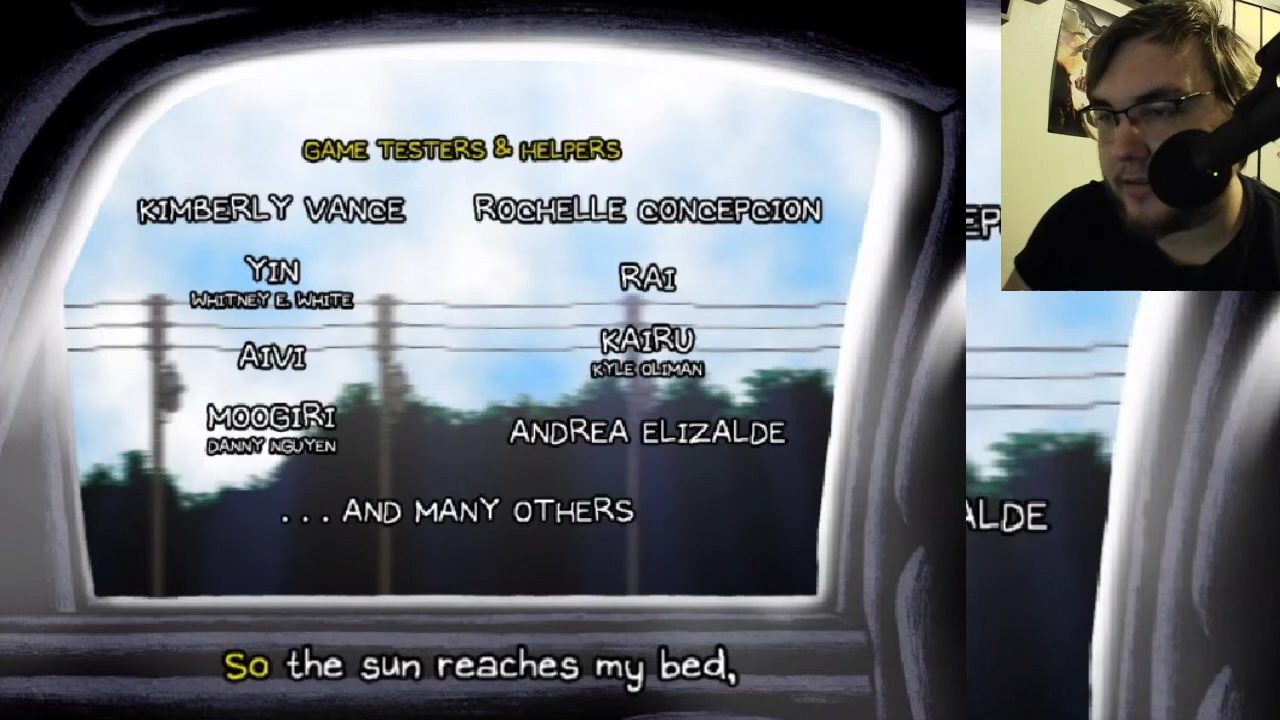 GAME TESTERS & HELPERS
KIMBERLY VANCE
ROCHELLE CONCEPCION
YIN
WHITNEY E. WHITE
RAI
AIVI
KAIRU
KYLE OLIMAN
MOOGIRI
DANNY NGUYEN
ANDREA ELIZALDE
. . . AND MANY OTHERS
So the sun reaches my bed,
EP
ALDE